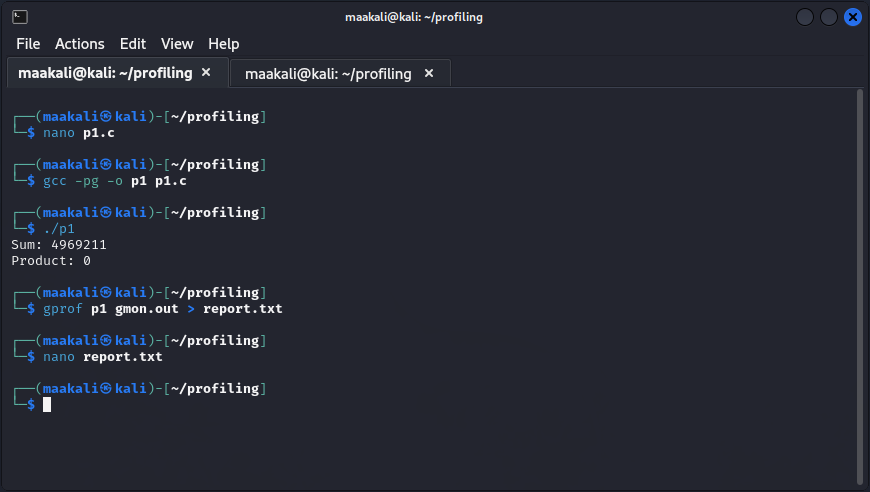 maakali@kali: ~/profiling
File Actions Edit View Help
maakali@kali: ~/profiling × maakali@kali: ~/profiling ×
┌──(maakali㉿kali)-[~/profiling]
└─$ nano p1.c
┌──(maakali㉿kali)-[~/profiling]
└─$ gcc -pg -o p1 p1.c
┌──(maakali㉿kali)-[~/profiling]
└─$ ./p1
Sum: 4969211
Product: 0
┌──(maakali㉿kali)-[~/profiling]
└─$ gprof p1 gmon.out > report.txt
┌──(maakali㉿kali)-[~/profiling]
└─$ nano report.txt
┌──(maakali㉿kali)-[~/profiling]
└─$